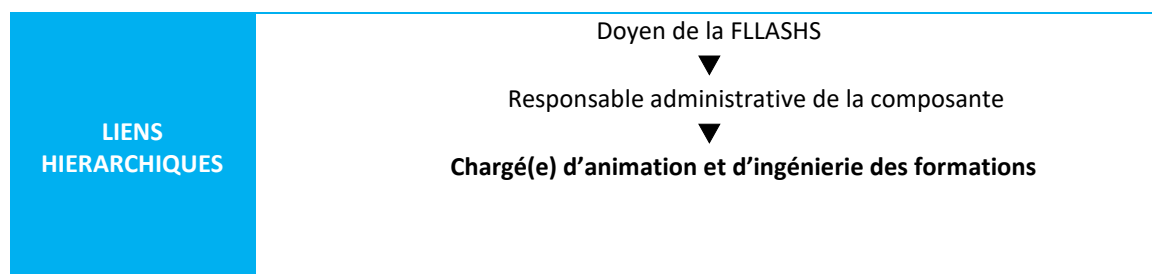 LIENS
HIERARCHIQUES
Doyen de la FLLASHS
Responsable administrative de la composante
Chargé(e) d’animation et d’ingénierie des formations